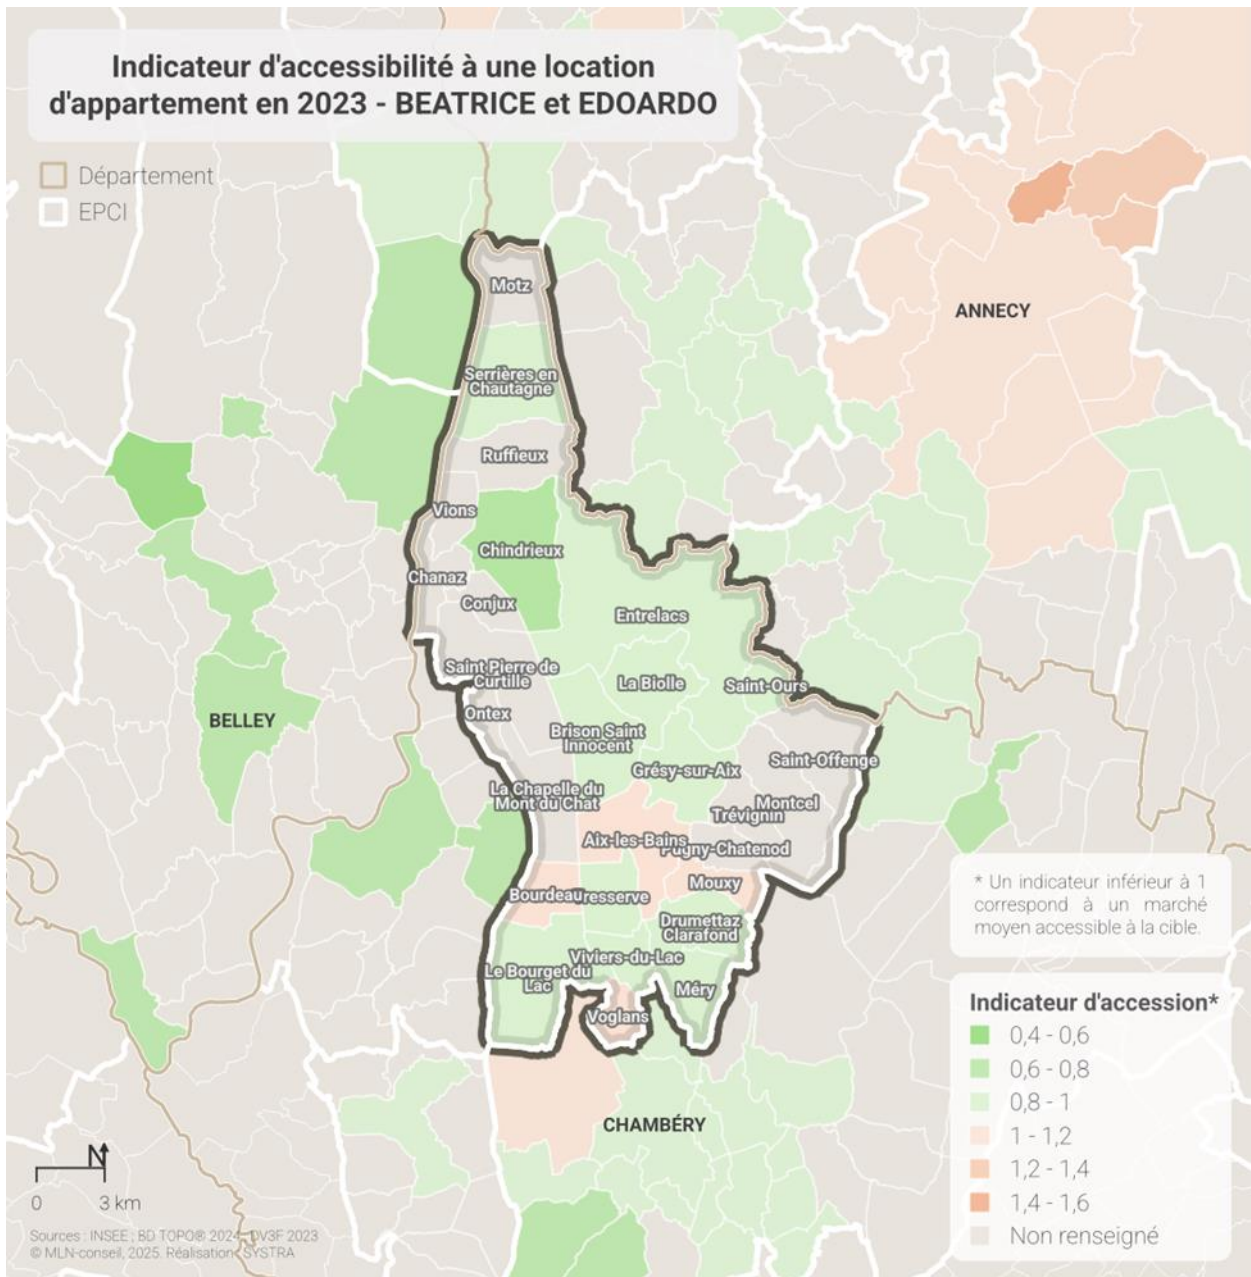 Indicateur d'accessibilité à une location
d'appartement en 2023 - BEATRICE et EDOARDO
Département
EPCI
Motz
ANNECY
Serrières en
Chautagne
Ruffieux
Vions
Chindrieux
Chanaz
Conjux
Entrelacs
Saint Pierre de
Curtille
La Biolle
Saint-Ours
Ontex
BELLEY
Brison Saint
Innocent
Saint-Offenge
Grésy-sur-Aix
La Chapelle du
Mont du Chat
Montcel
Trévignin
Aix-les-Bains
Pugny-Chatenod
Mouxy
Bourdeau
resserve
Drumettaz
Clarafond
Viviers-du-Lac
Le Bourget du
Lac
Méry
Voglans
CHAMBÉRY
* Un indicateur inférieur à 1
correspond à un marché
moyen accessible à la cible.
Indicateur d'accession*
0,4 - 0,6
0,6 - 0,8
0,8 - 1
1 - 1,2
1,2 - 1,4
1,4 - 1,6
Non renseigné
N
0 3 km
Sources : INSEE ; BD TOPO® 2024 ; DV3F 2023
© MLN-conseil, 2025. Réalisation : SYSTRA